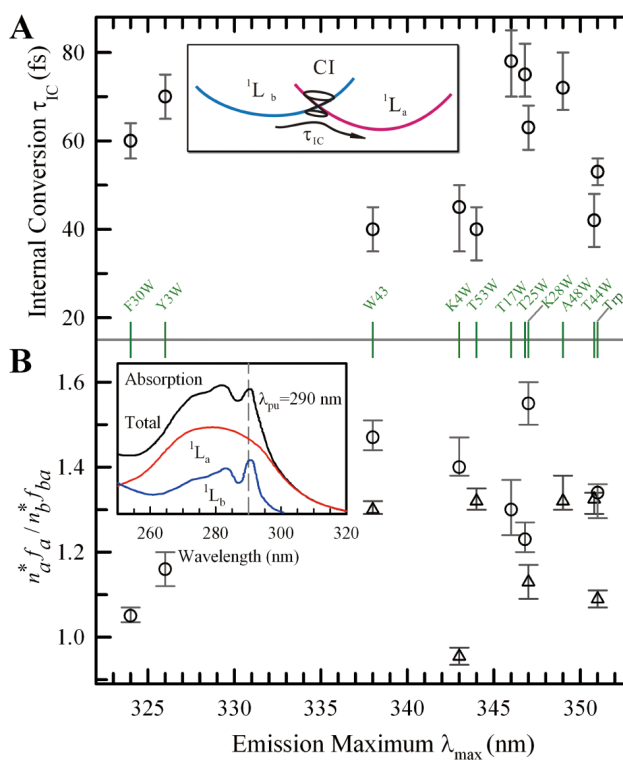 A
Internal Conversion τIC (fs)
80
60
40
20
CI
¹Lb
¹La
τIC
F30W
Y3W
W43
K4W
T53W
T17W
T25W
K28W
A48W
T44W
Trp
B
n*a fa / n*b fba
1.6
1.4
1.2
1.0
Absorption
λpu=290 nm
Total
¹La
¹Lb
260 280 300 320
Wavelength (nm)
325 330 335 340 345 350
Emission Maximum λmax (nm)